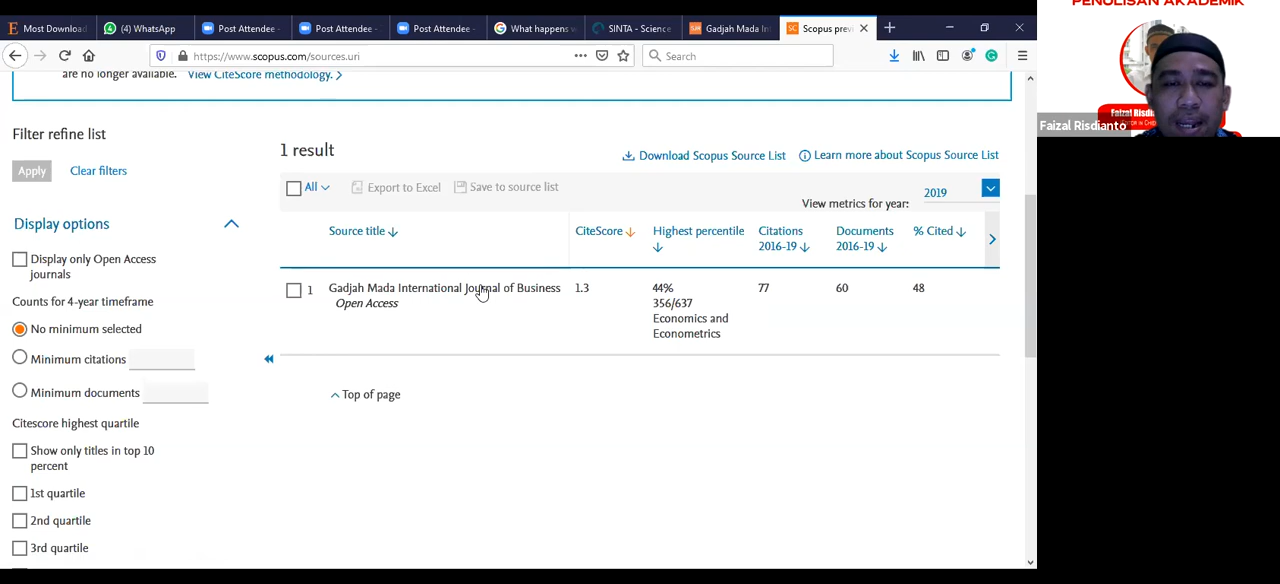 Most Download
(4) WhatsApp
Post Attendee -
Post Attendee -
Post Attendee -
What happens w
SINTA - Science
Gadjah Mada In
Scopus prev
https://www.scopus.com/sources.uri
Search
are no longer available. View CiteScore methodology. >
Filter refine list
Apply
Clear filters
Display options
Display only Open Access
journals
Counts for 4-year timeframe
No minimum selected
Minimum citations
Minimum documents
Citescore highest quartile
Show only titles in top 10
percent
1st quartile
2nd quartile
3rd quartile
1 result
Download Scopus Source List
Learn more about Scopus Source List
All
Export to Excel
Save to source list
View metrics for year:
2019
Source title
CiteScore
Highest percentile
Citations
2016-19
Documents
2016-19
% Cited
1
Gadjah Mada International Journal of Business
Open Access
1.3
44%
356/637
Economics and
Econometrics
77
60
48
Top of page
PENULISAN AKADEMIK
Faizal Risdianto